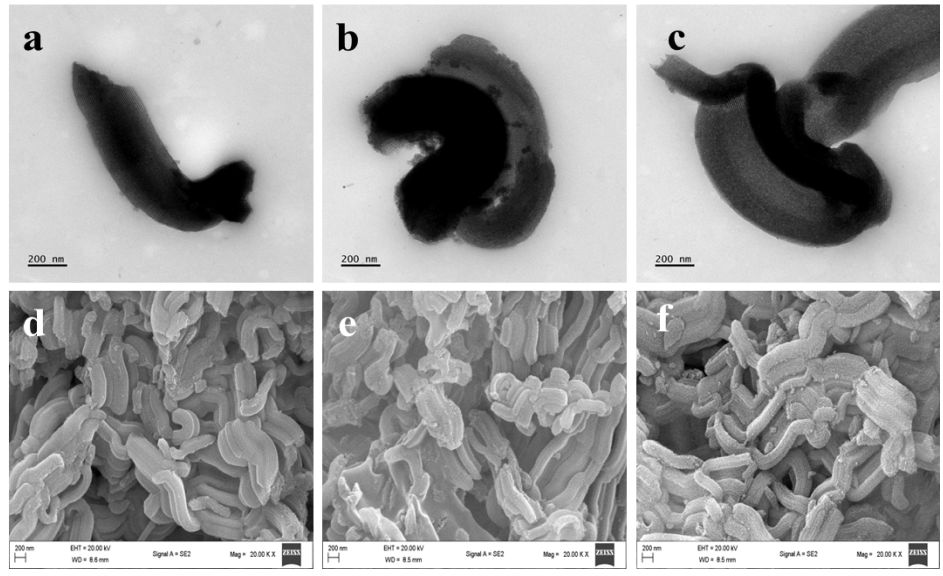 a
b
c
200 nm
200 nm
200 nm
d
e
f
200 nm
EHT = 20.00 kV
Signal A = SE2
Mag = 20.00 K X
ZEISS
WD = 8.6 mm
200 nm
EHT = 20.00 kV
Signal A = SE2
Mag = 20.00 K X
ZEISS
WD = 8.5 mm
200 nm
EHT = 20.00 kV
Signal A = SE2
Mag = 20.00 K X
ZEISS
WD = 8.5 mm